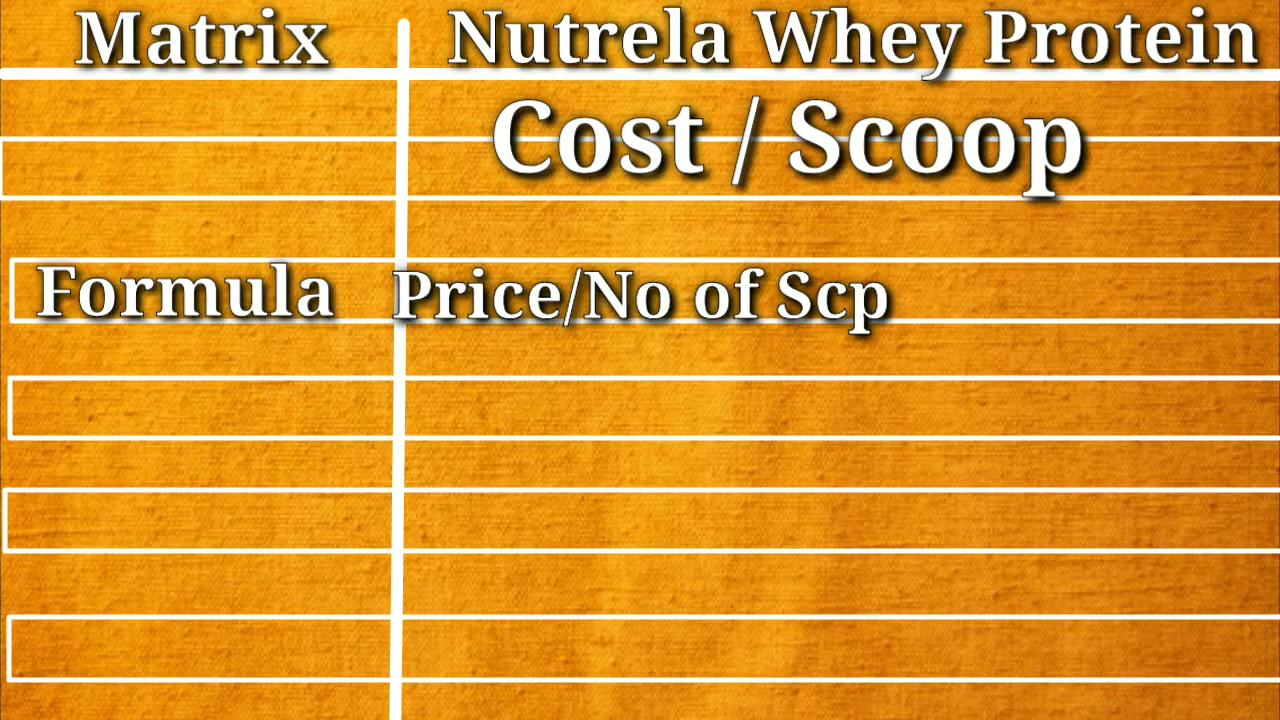 Matrix Nutrela Whey Protein
Cost / Scoop
Formula Price/No of Scp